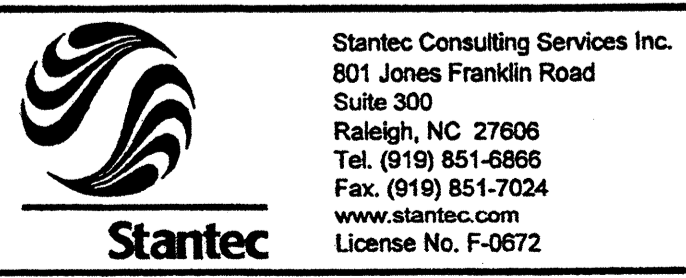 Stantec
Stantec Consulting Services Inc.
801 Jones Franklin Road
Suite 300
Raleigh, NC 27606
Tel. (919) 851-6866
Fax. (919) 851-7024
www.stantec.com
License No. F-0672